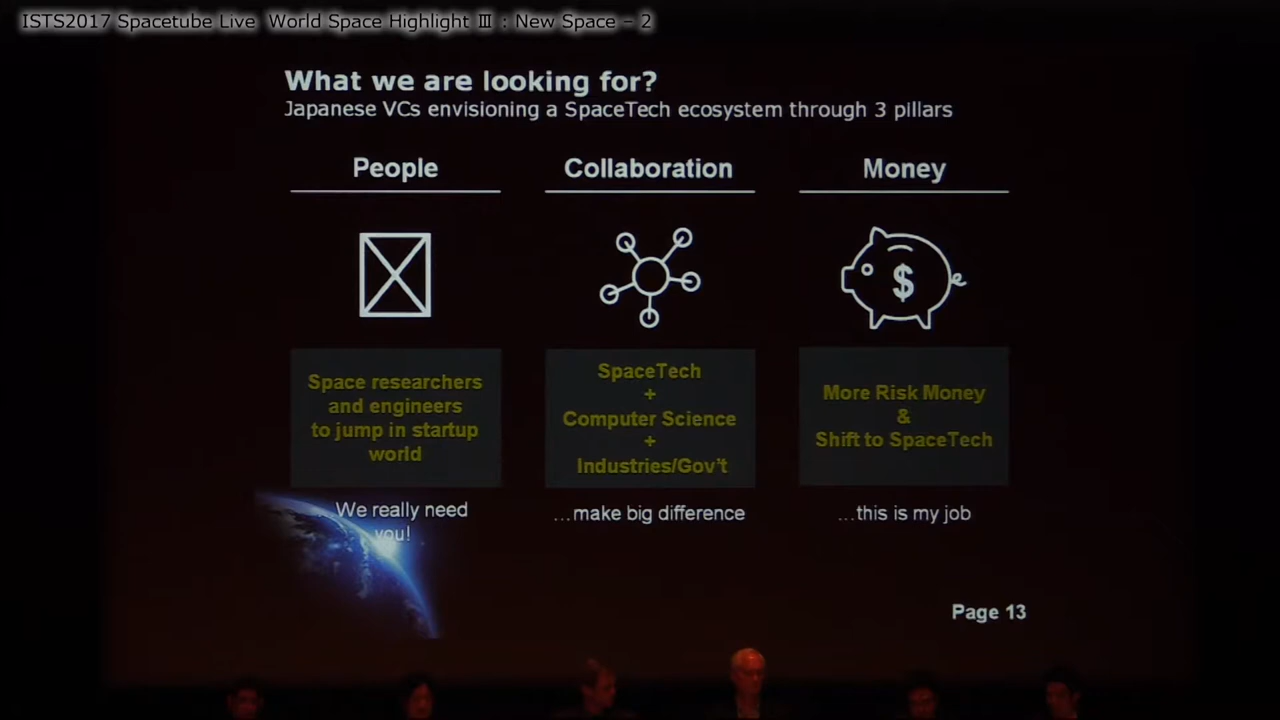 ISTS2017 Spacetube Live World Space Highlight Ⅲ : New Space – 2
What we are looking for?
Japanese VCs envisioning a SpaceTech ecosystem through 3 pillars
People
Collaboration
Money
$
Space researchers
and engineers
to jump in startup
world
SpaceTech
+
Computer Science
+
Industries/Gov't
More Risk Money
&
Shift to SpaceTech
...We really need
you!
...make big difference
...this is my job
Page 13